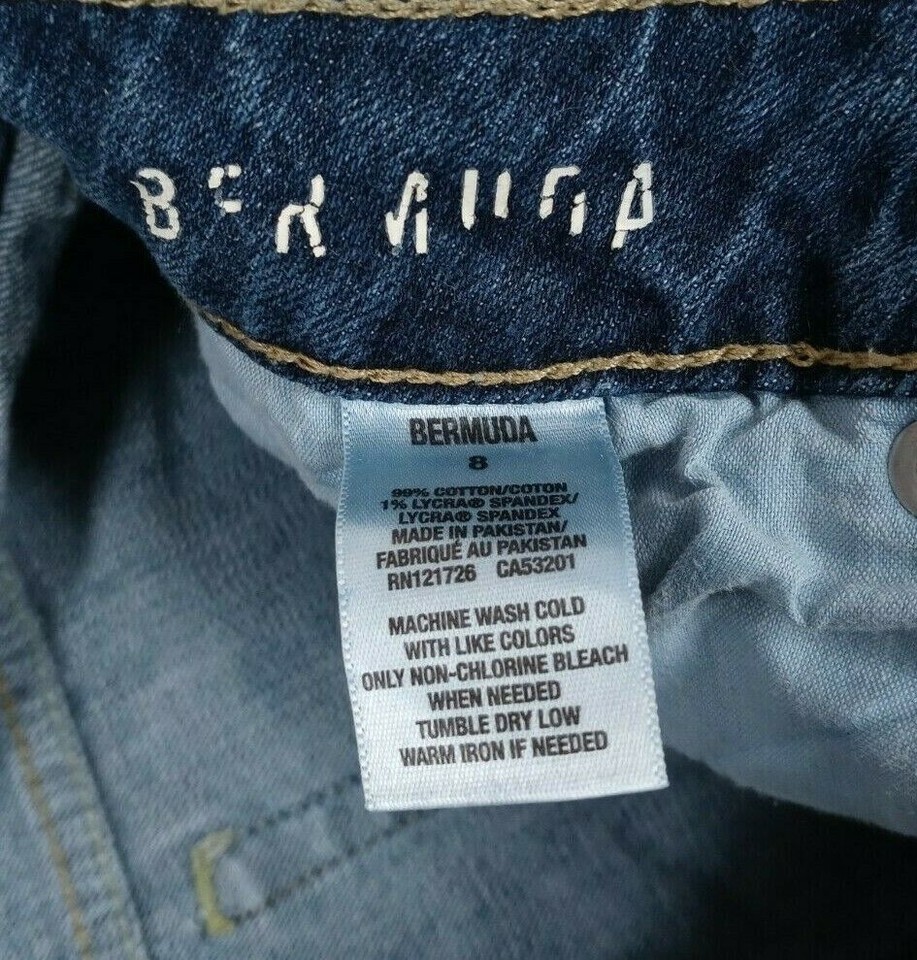 BERMUDA
BERMUDA
8
99% COTTON/COTON
1% LYCRA® SPANDEX/
LYCRA® SPANDEX
MADE IN PAKISTAN/
FABRIQUÉ AU PAKISTAN
RN121726 CA53201
MACHINE WASH COLD
WITH LIKE COLORS
ONLY NON-CHLORINE BLEACH
WHEN NEEDED
TUMBLE DRY LOW
WARM IRON IF NEEDED